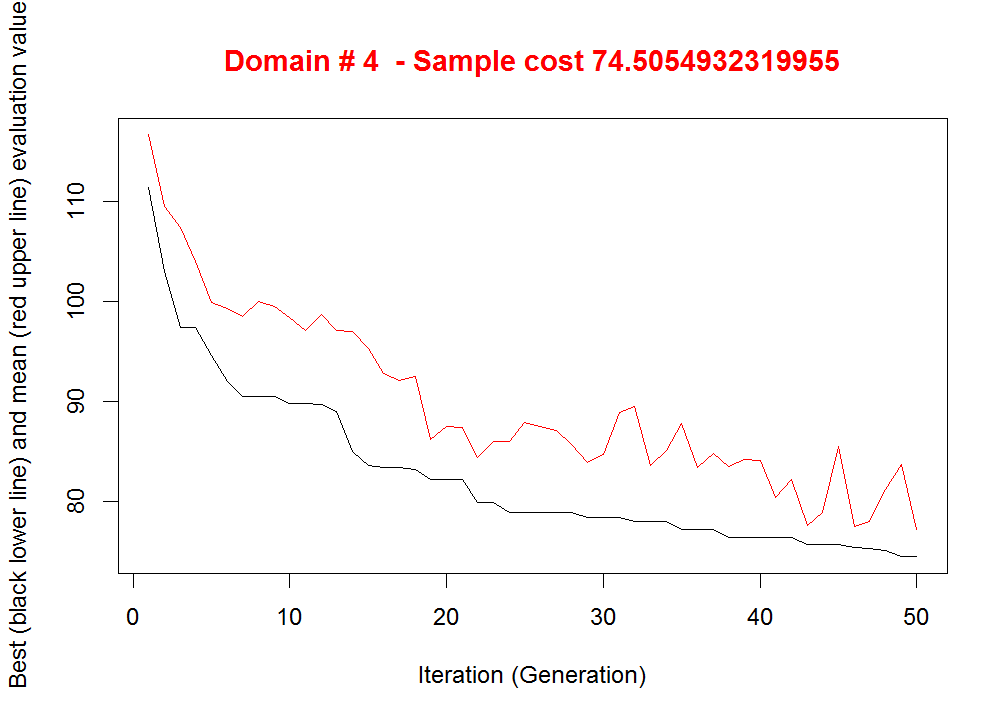 Domain # 4  - Sample cost 74.5054932319955
Best (black lower line) and mean (red upper line) evaluation value
110
100
90
80
0 10 20 30 40 50
Iteration (Generation)